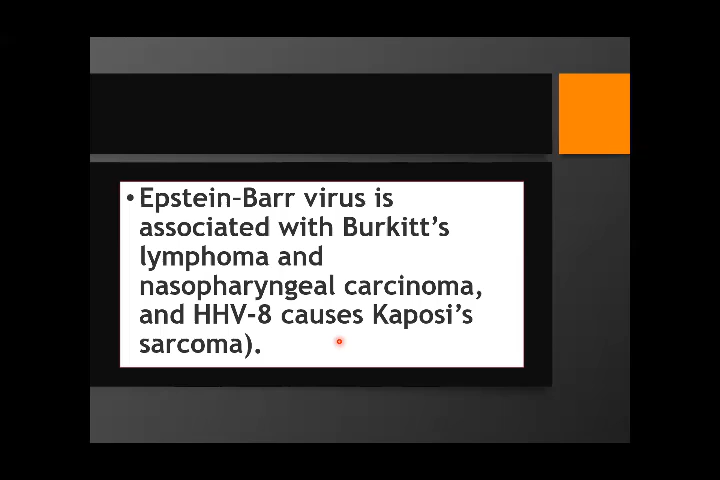 • Epstein-Barr virus is
associated with Burkitt's
lymphoma and
nasopharyngeal carcinoma,
and HHV-8 causes Kaposi's
sarcoma).